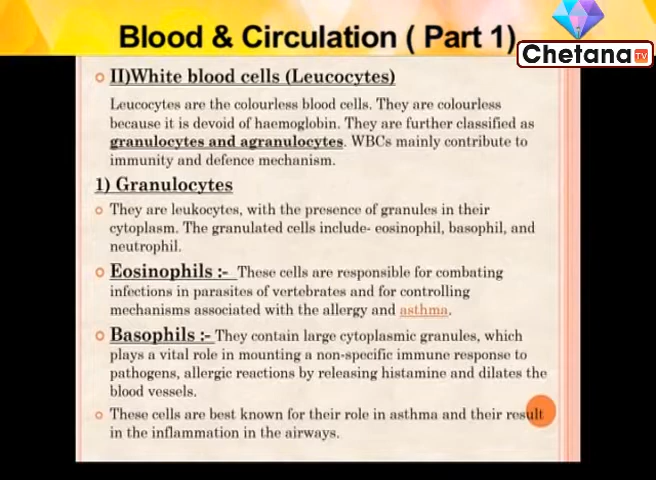 Blood & Circulation ( Part 1)
Chetana TV
II)White blood cells (Leucocytes)
Leucocytes are the colourless blood cells. They are colourless
because it is devoid of haemoglobin. They are further classified as
granulocytes and agranulocytes. WBCs mainly contribute to
immunity and defence mechanism.
1) Granulocytes
They are leukocytes, with the presence of granules in their
cytoplasm. The granulated cells include- eosinophil, basophil, and
neutrophil.
Eosinophils :- These cells are responsible for combating
infections in parasites of vertebrates and for controlling
mechanisms associated with the allergy and asthma.
Basophils :- They contain large cytoplasmic granules, which
plays a vital role in mounting a non-specific immune response to
pathogens, allergic reactions by releasing histamine and dilates the
blood vessels.
These cells are best known for their role in asthma and their result
in the inflammation in the airways.